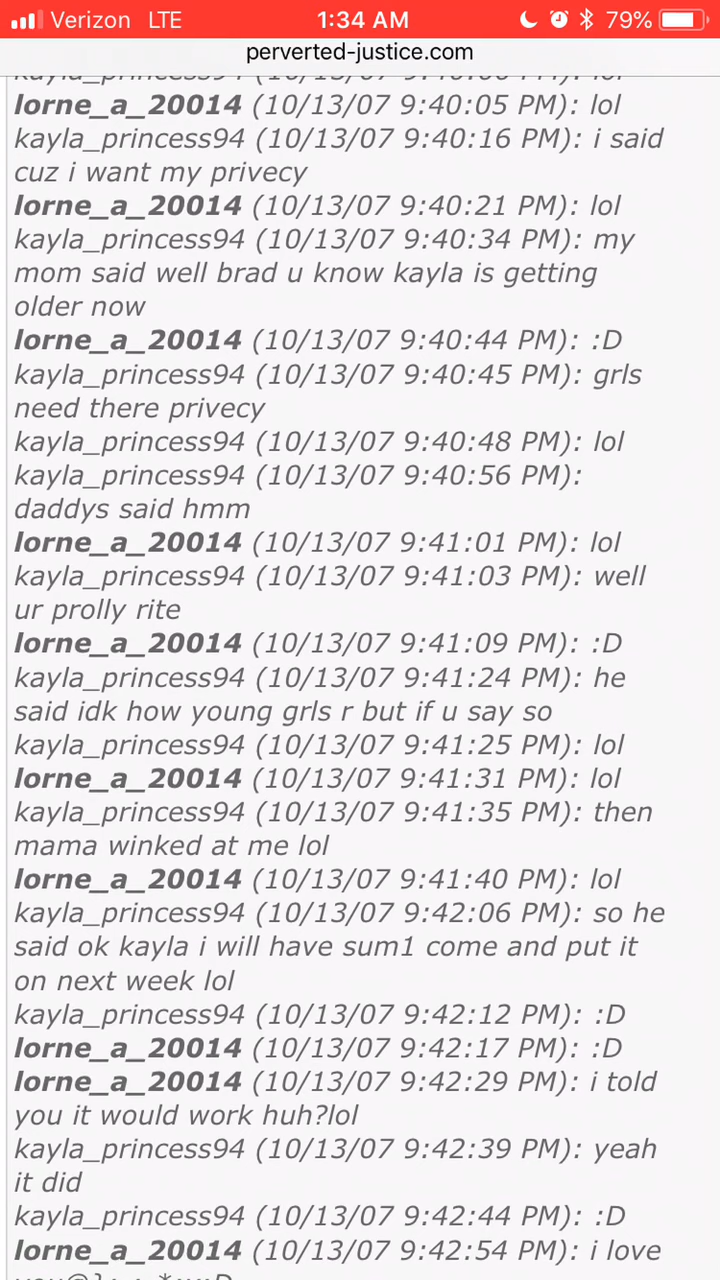 Verizon LTE 1:34 AM 79%
perverted-justice.com
lorne_a_20014 (10/13/07 9:40:05 PM): lol
kayla_princess94 (10/13/07 9:40:16 PM): i said
cuz i want my privecy
lorne_a_20014 (10/13/07 9:40:21 PM): lol
kayla_princess94 (10/13/07 9:40:34 PM): my
mom said well brad u know kayla is getting
older now
lorne_a_20014 (10/13/07 9:40:44 PM): :D
kayla_princess94 (10/13/07 9:40:45 PM): grls
need there privecy
kayla_princess94 (10/13/07 9:40:48 PM): lol
kayla_princess94 (10/13/07 9:40:56 PM):
daddys said hmm
lorne_a_20014 (10/13/07 9:41:01 PM): lol
kayla_princess94 (10/13/07 9:41:03 PM): well
ur prolly rite
lorne_a_20014 (10/13/07 9:41:09 PM): :D
kayla_princess94 (10/13/07 9:41:24 PM): he
said idk how young grls r but if u say so
kayla_princess94 (10/13/07 9:41:25 PM): lol
lorne_a_20014 (10/13/07 9:41:31 PM): lol
kayla_princess94 (10/13/07 9:41:35 PM): then
mama winked at me lol
lorne_a_20014 (10/13/07 9:41:40 PM): lol
kayla_princess94 (10/13/07 9:42:06 PM): so he
said ok kayla i will have sum1 come and put it
on next week lol
kayla_princess94 (10/13/07 9:42:12 PM): :D
lorne_a_20014 (10/13/07 9:42:17 PM): :D
lorne_a_20014 (10/13/07 9:42:29 PM): i told
you it would work huh?lol
kayla_princess94 (10/13/07 9:42:39 PM): yeah
it did
kayla_princess94 (10/13/07 9:42:44 PM): :D
lorne_a_20014 (10/13/07 9:42:54 PM): i love